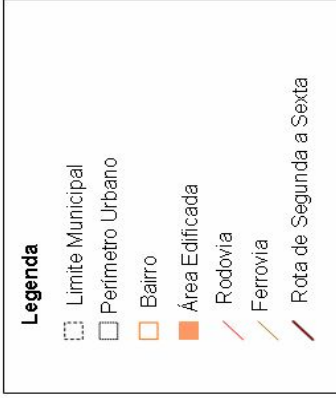 Legenda
Limite Municipal
Perímetro Urbano
Bairro
Área Edificada
Rodovia
Ferrovia
Rota de Segunda a Sexta